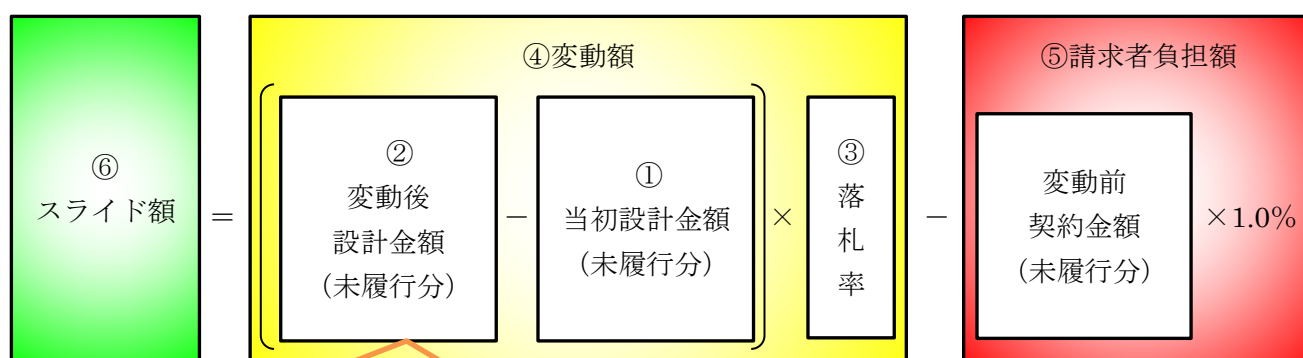 ⑥
スライド額
＝
④変動額
②
変動後
設計金額
（未履行分）
－
①
当初設計金額
（未履行分）
×
③
落
札
率
－
⑤請求者負担額
変動前
契約金額
（未履行分）
×1.0%